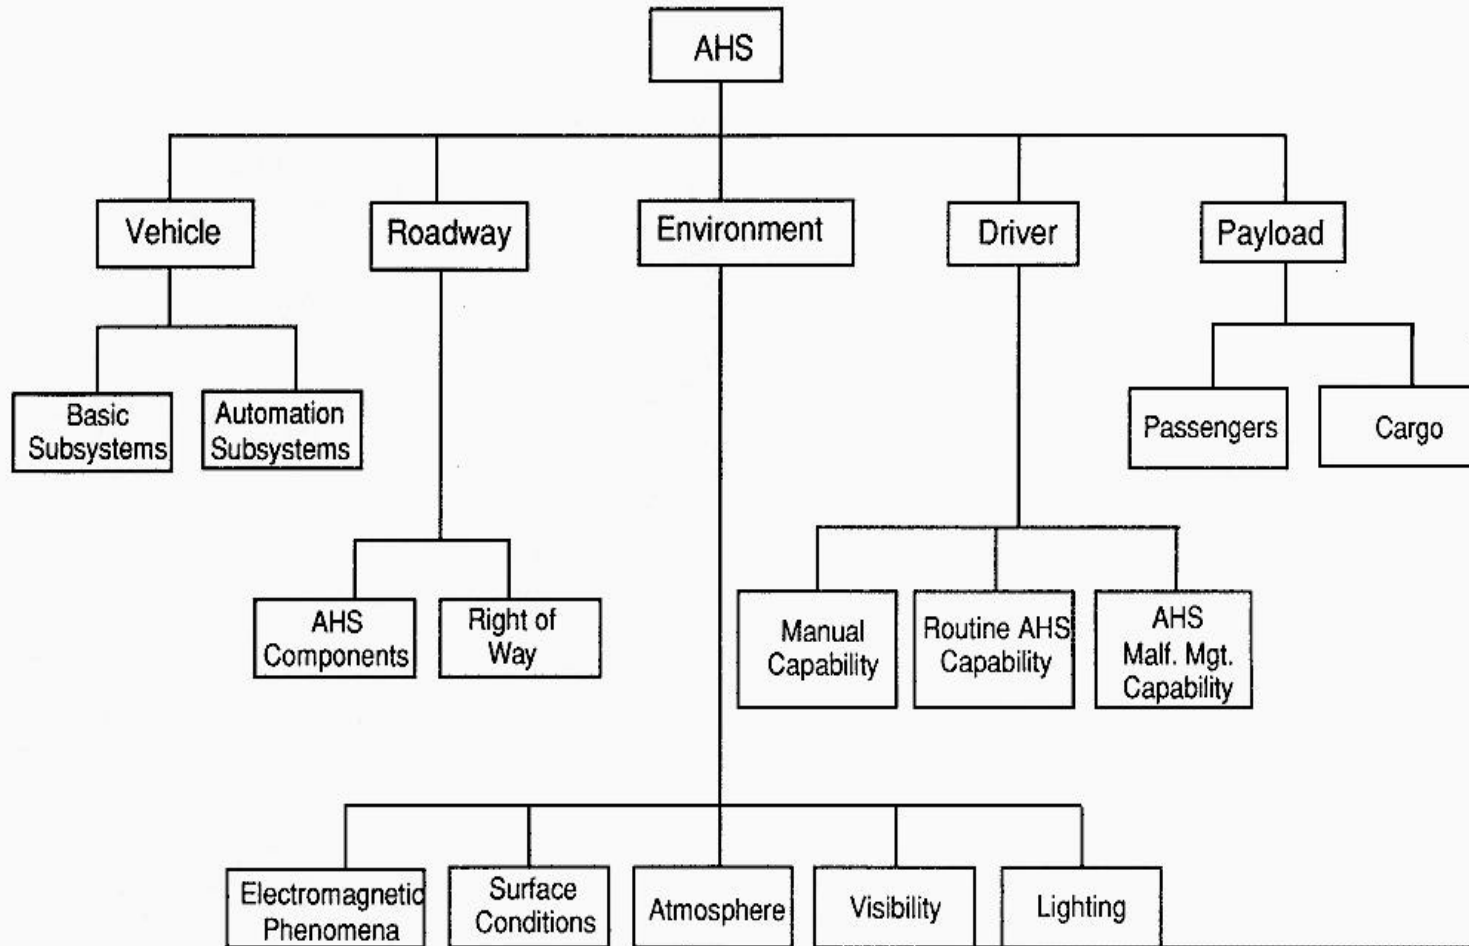 AHS
Vehicle
Roadway
Environment
Driver
Payload
Basic
Subsystems
Automation
Subsystems
Passengers
Cargo
AHS
Components
Right of
Way
Manual
Capability
Routine AHS
Capability
AHS
Malf. Mgt.
Capability
Electromagnetic
Phenomena
Surface
Conditions
Atmosphere
Visibility
Lighting